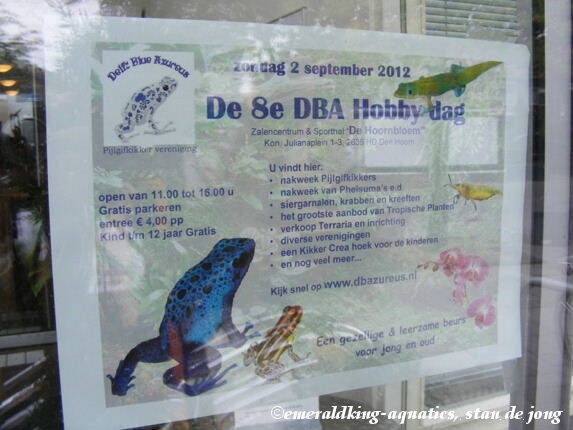 Delft Blue Azureus
Pijlgifkikker vereniging
zondag 2 september 2012
De 8e DBA Hobby dag
Zalencentrum & Sporthal "De Hoornbloem"
Kon. Julianaplein 1-3, 2635 HD Den Hoorn
open van 11.00 tot 16.00 u
Gratis parkeren
entree € 4,00 pp
Kind t/m 12 jaar Gratis
U vindt hier:
• nakweek Pijlgifkikkers
• nakweek van Phelsuma's e.d
• siergarnalen, krabben en kreeften
• het grootste aanbod van Tropische Planten
• verkoop Terraria en inrichting
• diverse verenigingen
• een Kikker Crea hoek voor de kinderen
• en nog veel meer...
Kijk snel op www.dbazureus.nl
Een gezellige & leerzame beurs
voor jong en oud
©emeraldking-aquatics, stan de jong